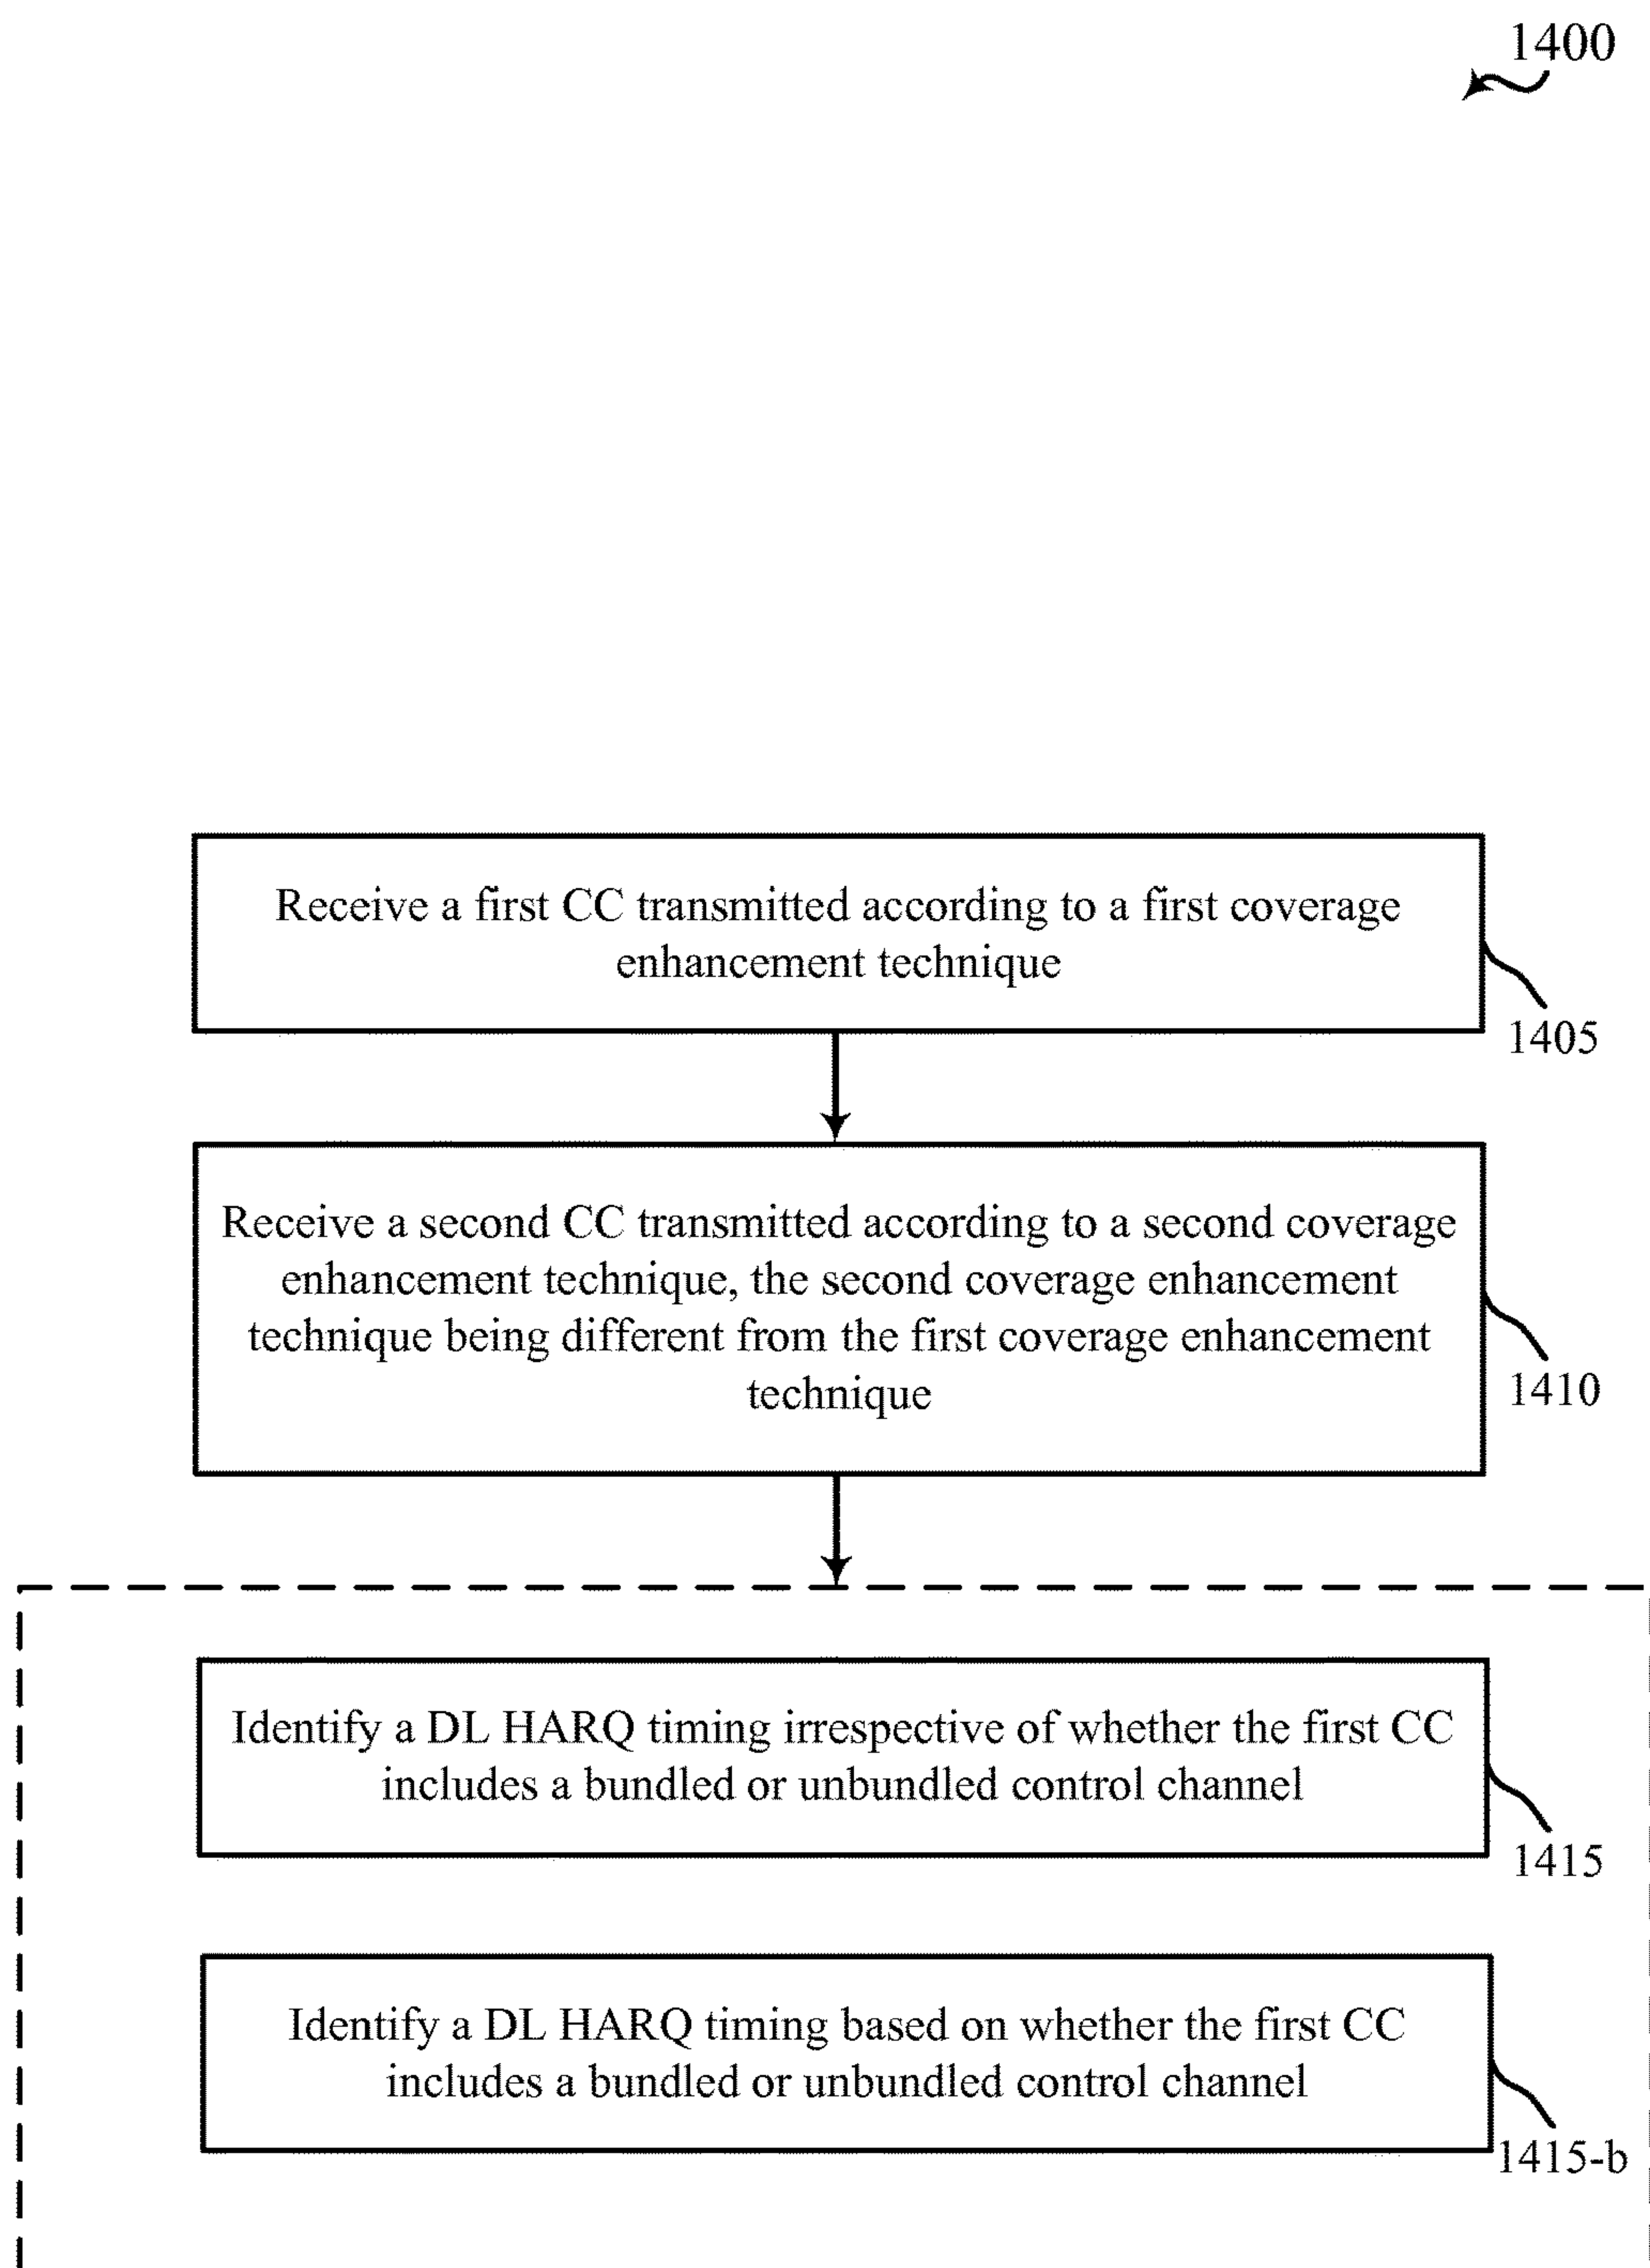 1400
Receive a first CC transmitted according to a first coverage
enhancement technique
1405
Receive a second CC transmitted according to a second coverage
enhancement technique, the second coverage enhancement
technique being different from the first coverage enhancement
technique
1410
Identify a DL HARQ timing irrespective of whether the first CC
includes a bundled or unbundled control channel
1415
Identify a DL HARQ timing based on whether the first CC
includes a bundled or unbundled control channel
1415-b